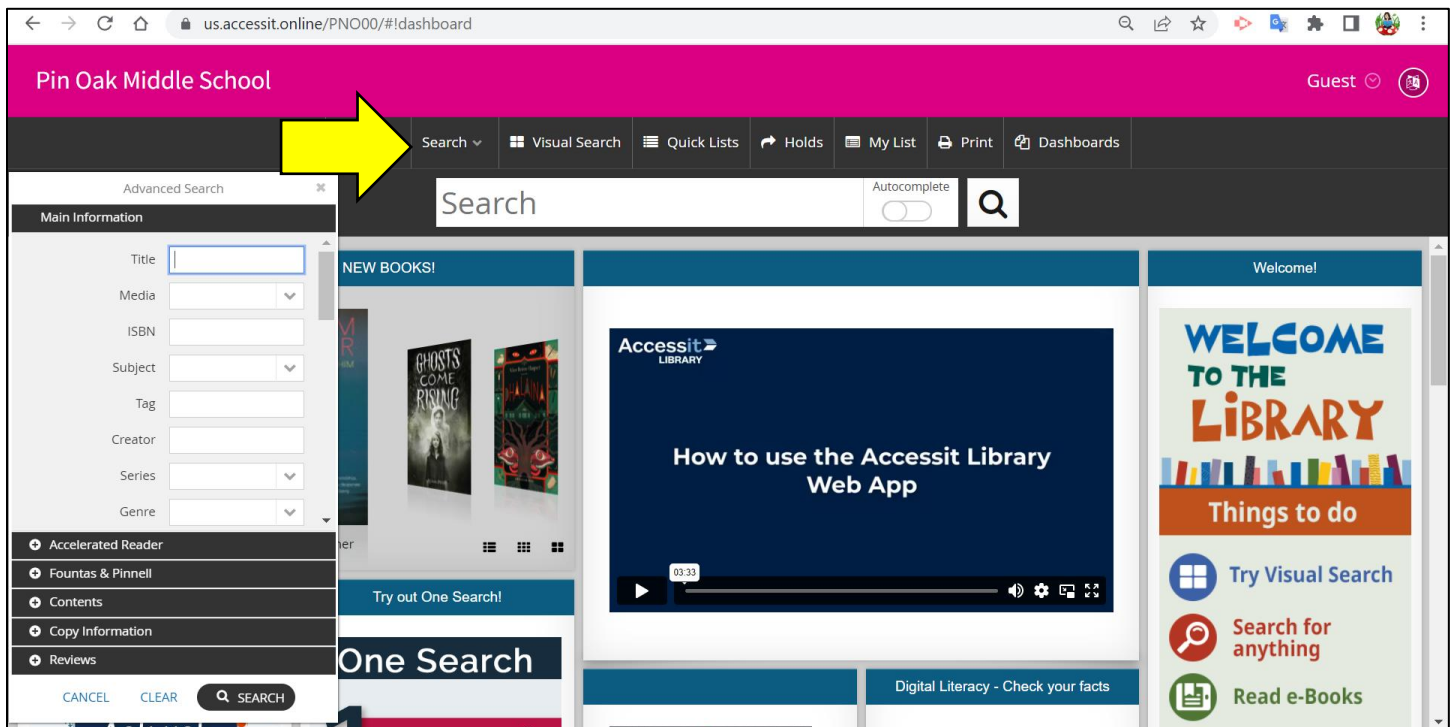 us.accessit.online/PNO00/#!dashboard
Pin Oak Middle School
Guest
Search
Visual Search
Quick Lists
Holds
My List
Print
Dashboards
Search
Autocomplete
Advanced Search
Main Information
Title
Media
ISBN
Subject
Tag
Creator
Series
Genre
Accelerated Reader
Fountas & Pinnell
Contents
Copy Information
Reviews
CANCEL
CLEAR
SEARCH
NEW BOOKS!
GHOSTS
COME
RISING
Try out One Search!
One Search
Accessit
LIBRARY
How to use the Accessit Library
Web App
03:33
Digital Literacy - Check your facts
Welcome!
WELCOME
TO THE
LiBRARY
Things to do
Try Visual Search
Search for
anything
Read e-Books